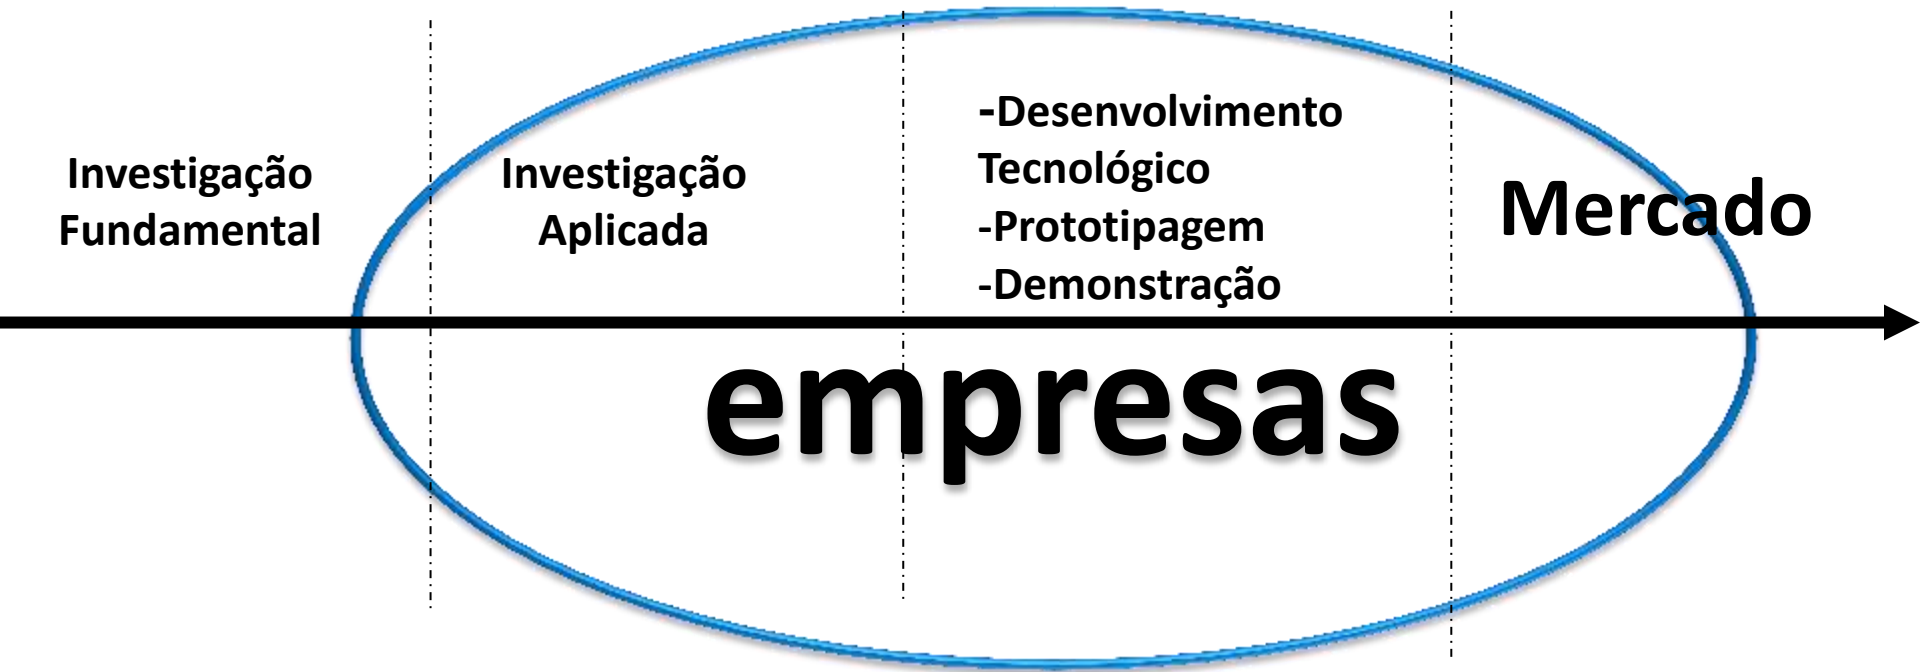 Investigação
Fundamental
Investigação
Aplicada
-Desenvolvimento
Tecnológico
-Prototipagem
-Demonstração
Mercado
empresas